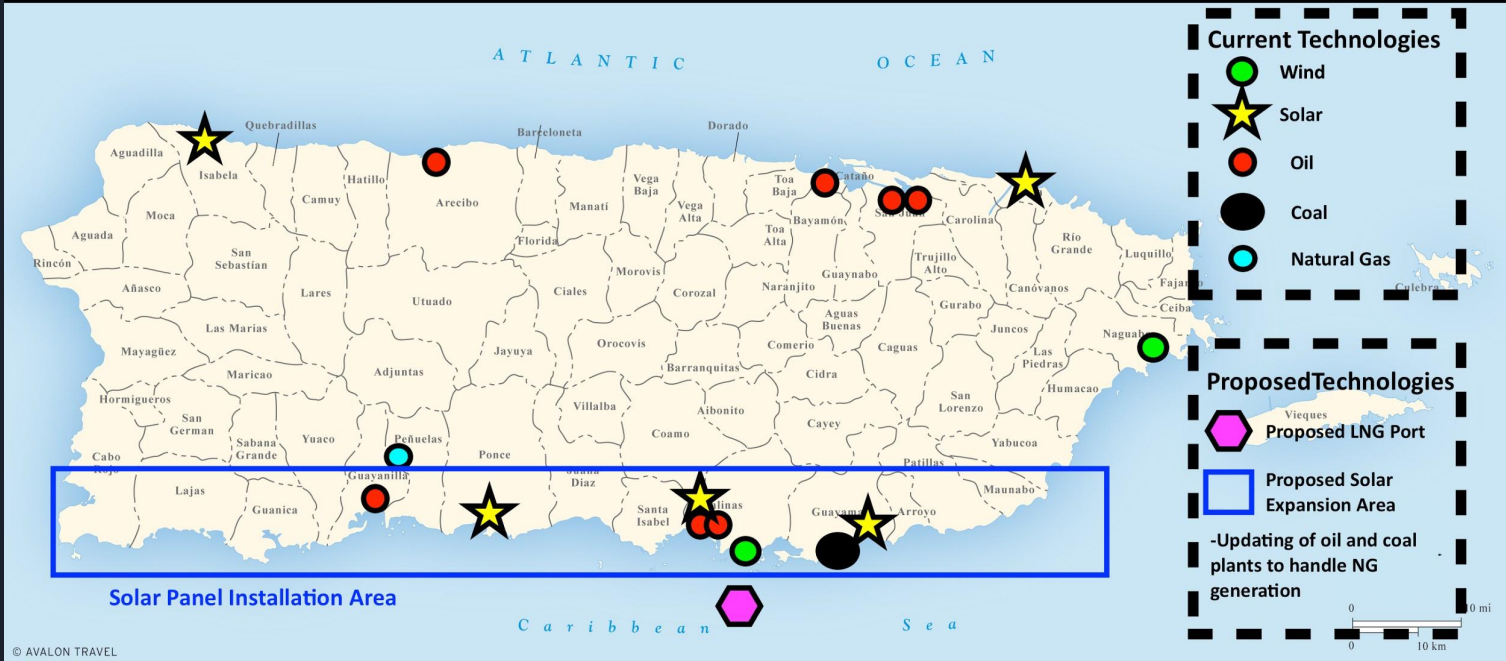 ATLANTIC OCEAN
Current Technologies
Wind
Solar
Oil
Coal
Natural Gas
Quebradillas
Barceloneta
Dorado
Aguadilla
Isabela
Hatillo
Camuy
Arecibo
Vega
Baja
Manatí
Vega
Alta
Toa
Baja
Cataño
Bayamón
San Juan
Carolina
Toa
Alta
Moca
Aguada
Rincón
San
Sebastián
Florida
Río
Grande
Luquillo
Trujillo
Alto
Guaynabo
Morovis
Añasco
Lares
Utuado
Ciales
Corozal
Naranjito
Canóvanos
Culebra
Gurabo
Ceiba
Las Marias
Aguas
Buenas
Juncos
Naguabo
Mayagüez
Jayuya
Orocovis
Comerio
Caguas
Las
Piedras
Maricao
Adjuntas
Barranquitas
Cidra
Humacao
Hormigueros
San
German
Villalba
Aibonito
San
Lorenzo
Cayey
Coamo
Sabana
Grande
Yuaco
Peñuelas
Ponce
Yabucoa
Cabo
Rojo
Patillas
Guayanilla
Juana
Diaz
Lajas
Guanica
Santa
Isabel
linas
Guayama
Arroyo
Maunabo
ProposedTechnologies
Vieques
Proposed LNG Port
Proposed Solar
Expansion Area
-Updating of oil and coal
plants to handle NG
generation
Solar Panel Installation Area
Caribbean Sea
0 10 mi
0 10 km
© AVALON TRAVEL